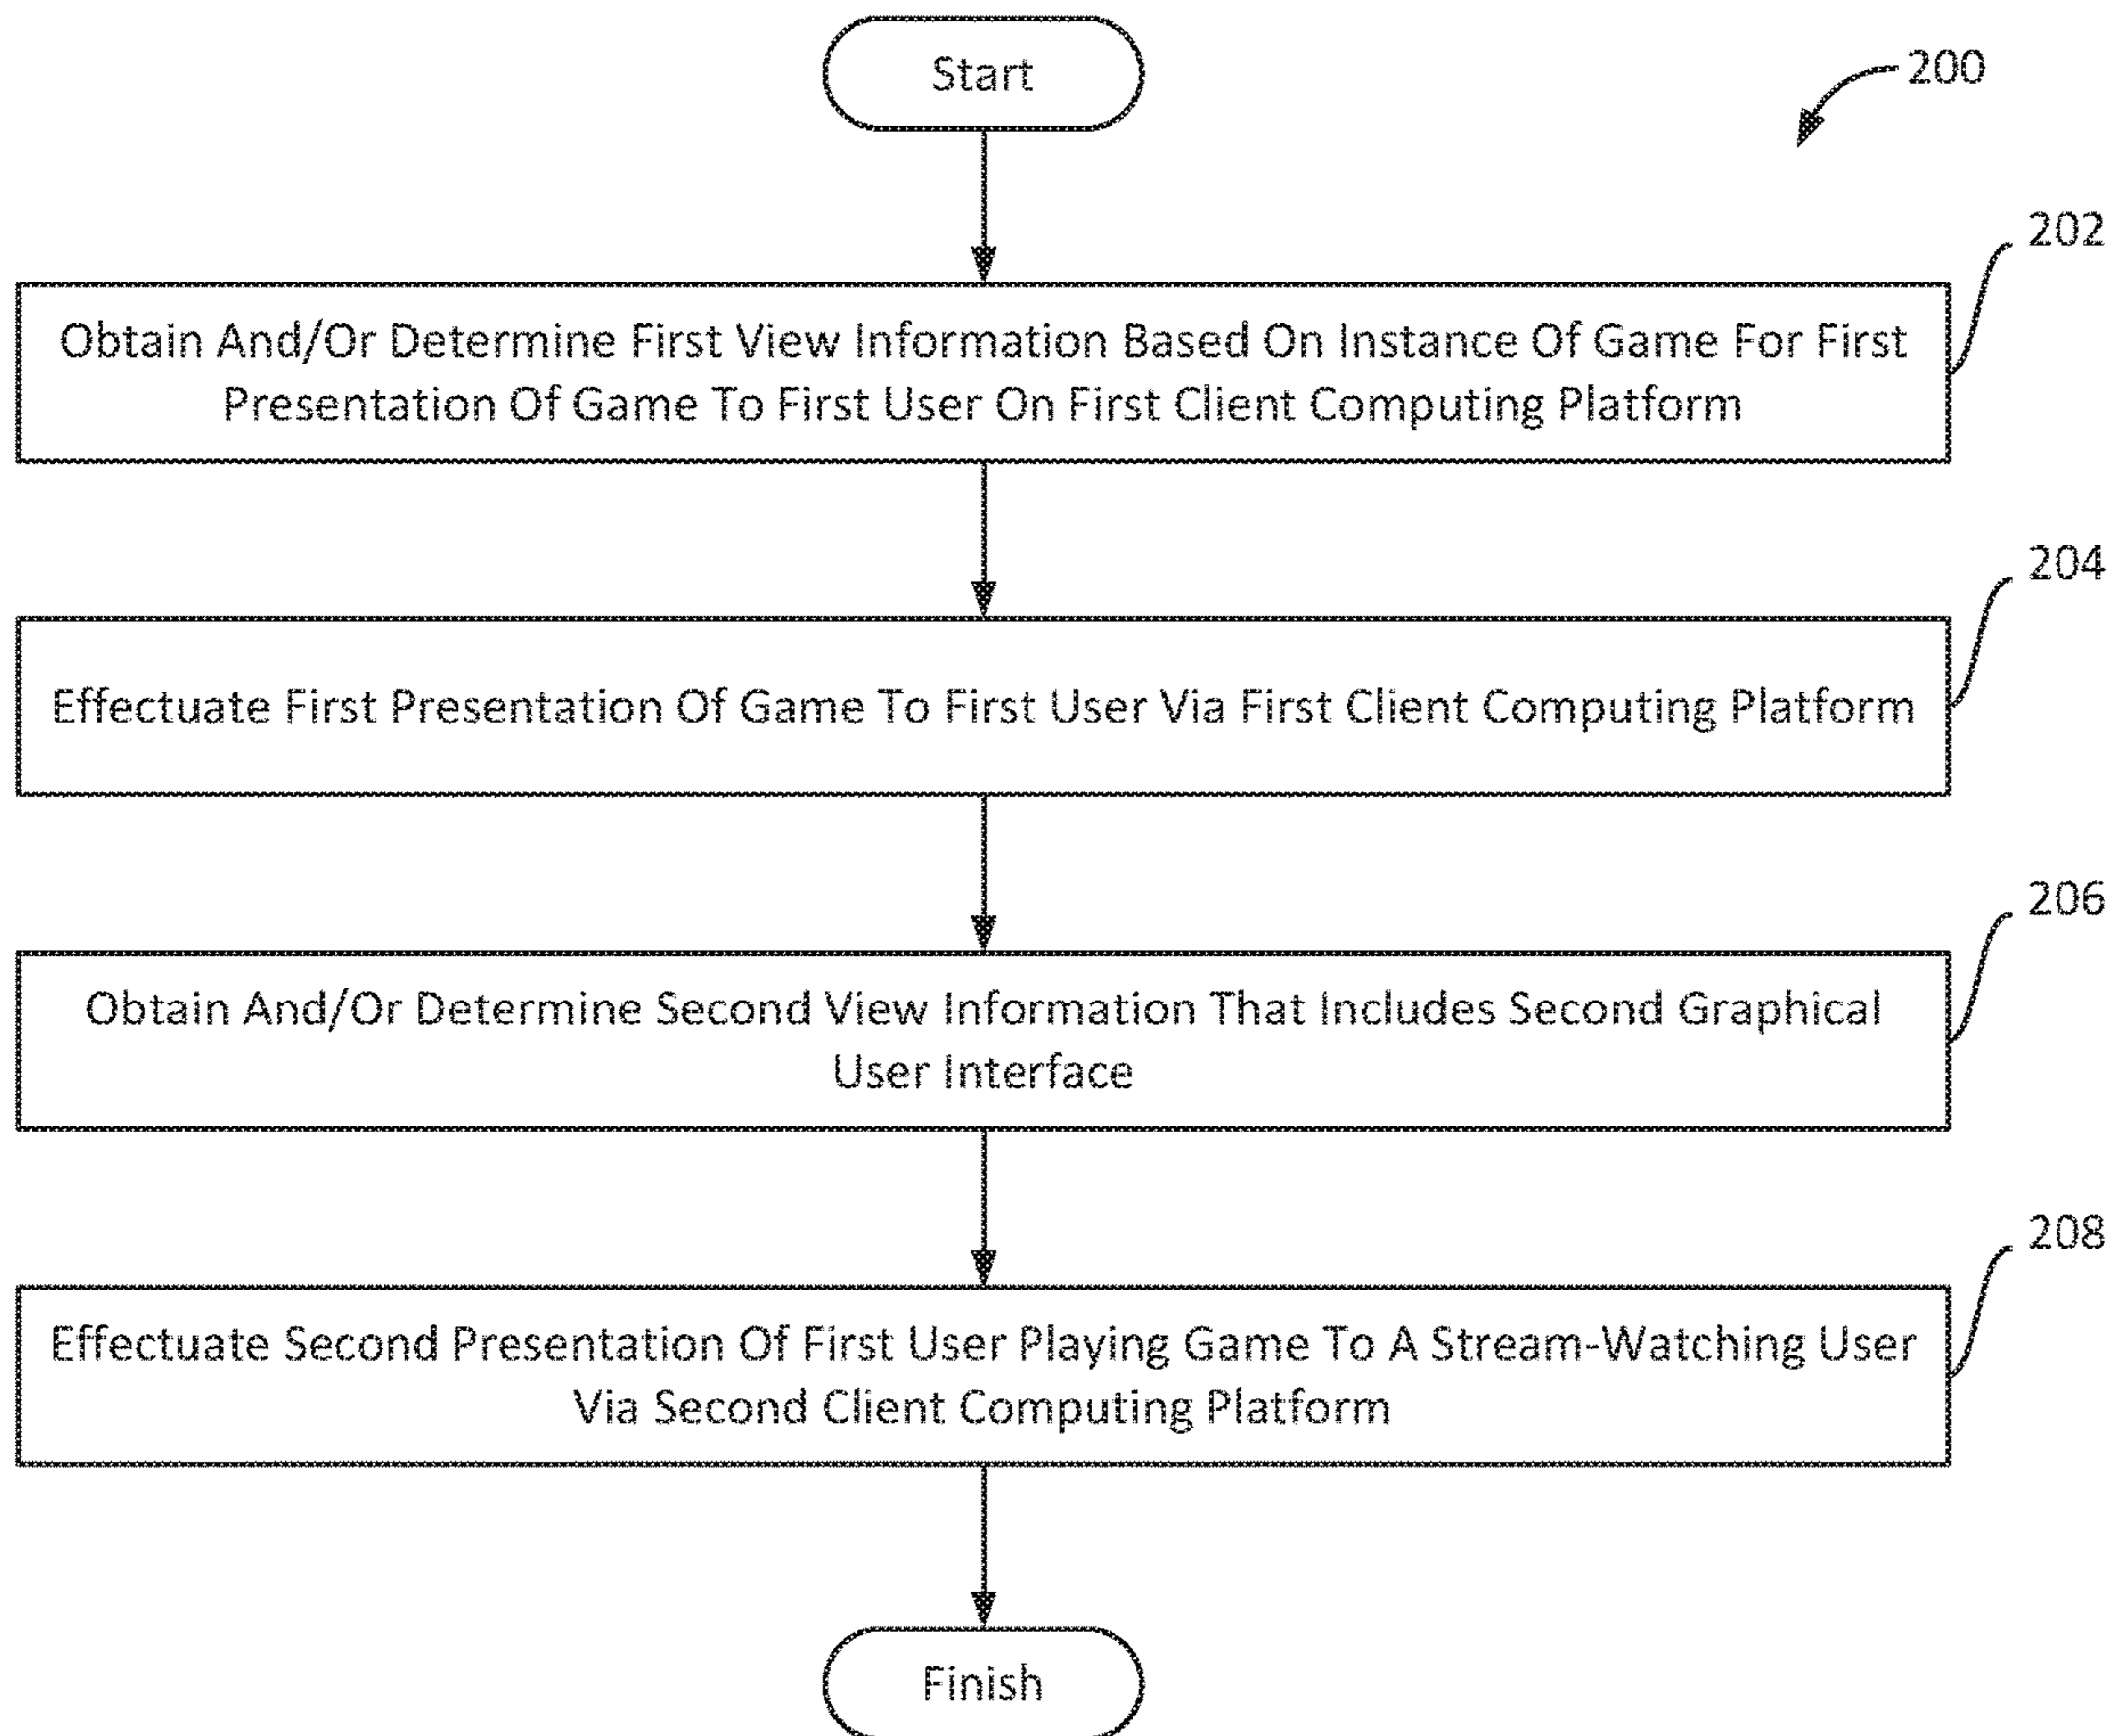 Start
200
202
Obtain And/Or Determine First View Information Based On Instance Of Game For First
Presentation Of Game To First User On First Client Computing Platform
204
Effectuate First Presentation Of Game To First User Via First Client Computing Platform
206
Obtain And/Or Determine Second View Information That Includes Second Graphical
User Interface
208
Effectuate Second Presentation Of First User Playing Game To A Stream-Watching User
Via Second Client Computing Platform
Finish